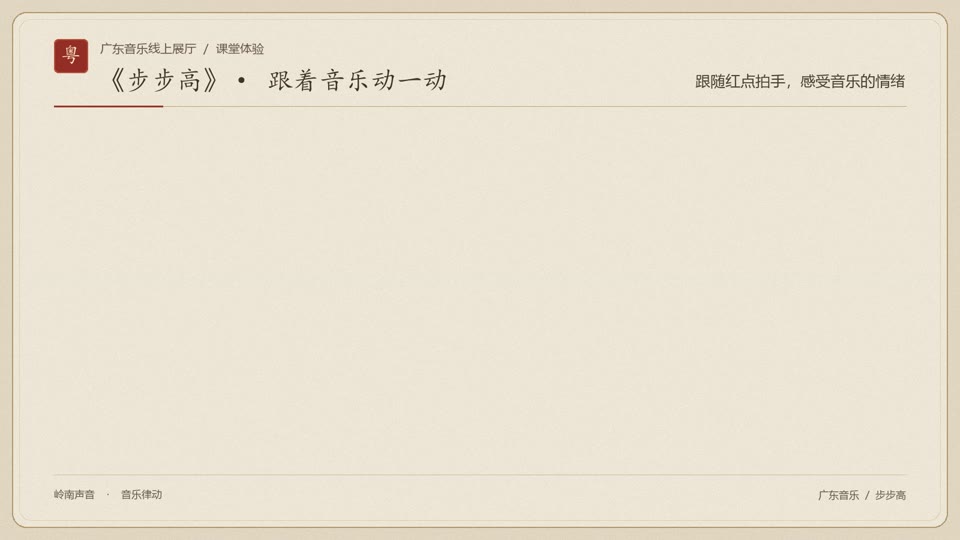 粤
广东音乐线上展厅 / 课堂体验
《步步高》· 跟着音乐动一动
跟随红点拍手，感受音乐的情绪
岭南声音 · 音乐律动
广东音乐 / 步步高